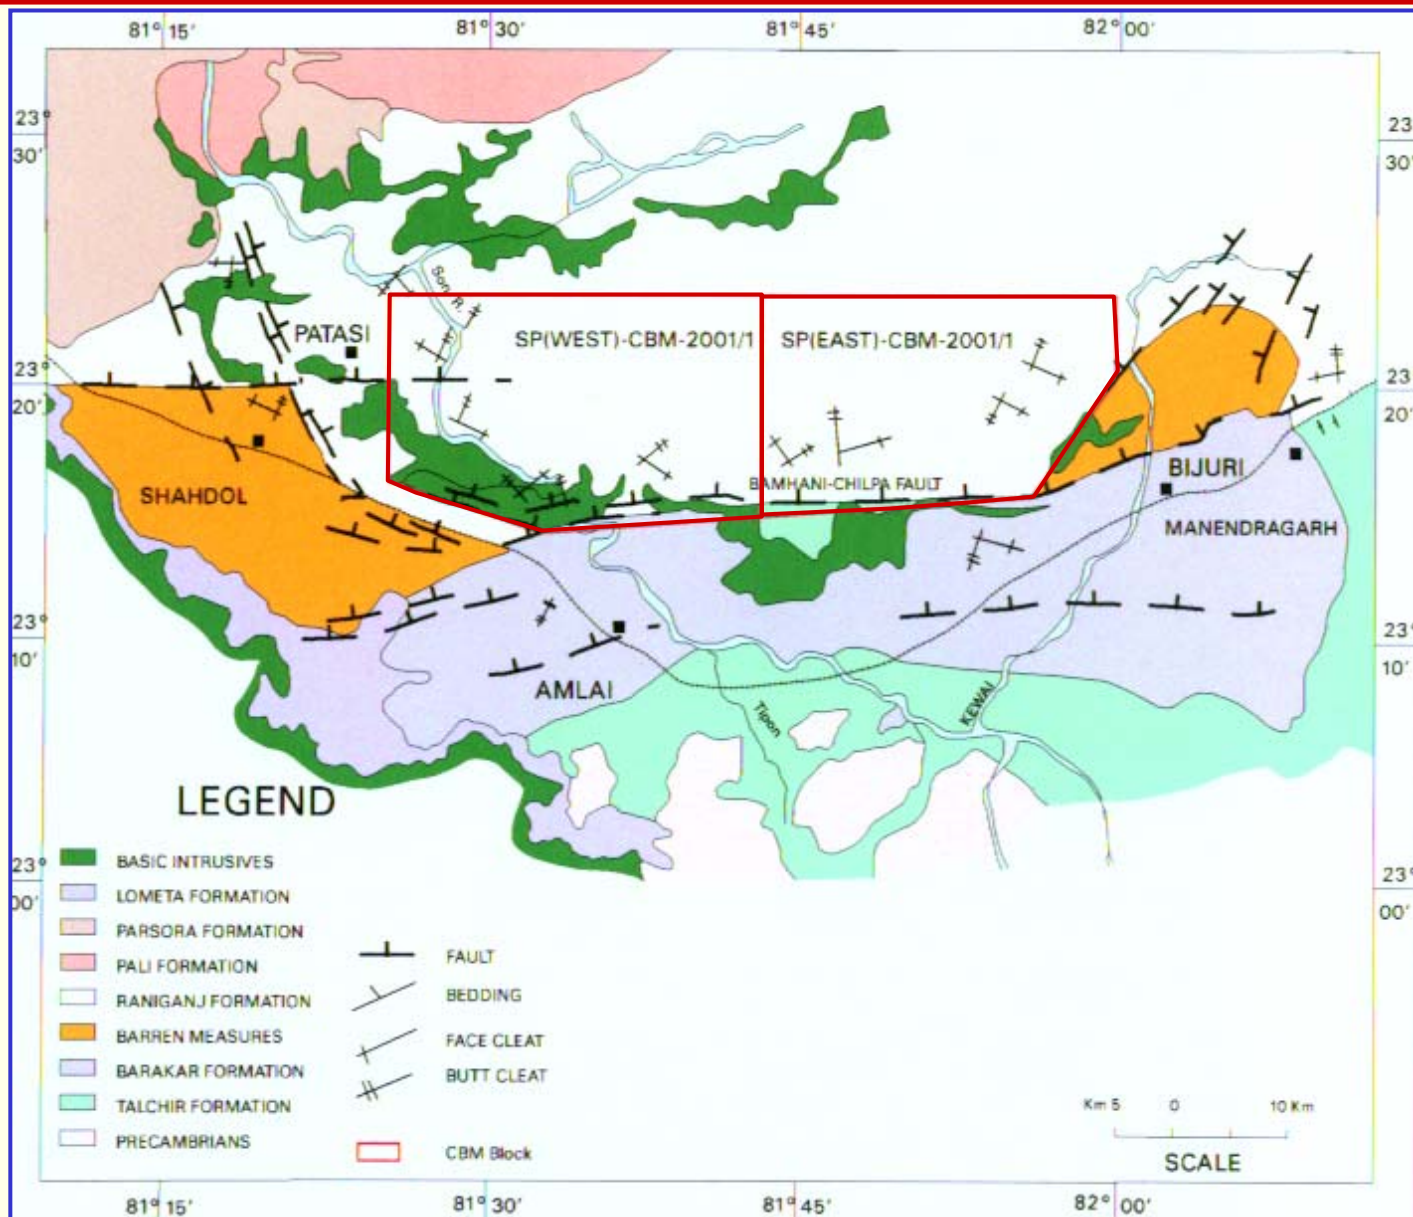 81° 15' 81° 30' 81° 45' 82° 00'
23° 23°
30' 30'
Son R.
PATASI
SP(WEST)-CBM-2001/1 SP(EAST)-CBM-2001/1
23° 23°
20' 20'
BIJURI
SHAHDOL
BAMHANI-CHILPA FAULT
MANENDRAGARH
23° 23°
10' 10'
AMLAI
Tipon
KEWAI
LEGEND
BASIC INTRUSIVES
LOMETA FORMATION
PARSORA FORMATION
PALI FORMATION
RANIGANJ FORMATION
BARREN MEASURES
BARAKAR FORMATION
TALCHIR FORMATION
PRECAMBRIANS
FAULT
BEDDING
FACE CLEAT
BUTT CLEAT
CBM Block
23° 23°
00' 00'
Km 5 0 10 Km
SCALE
81° 15' 81° 30' 81° 45' 82° 00'